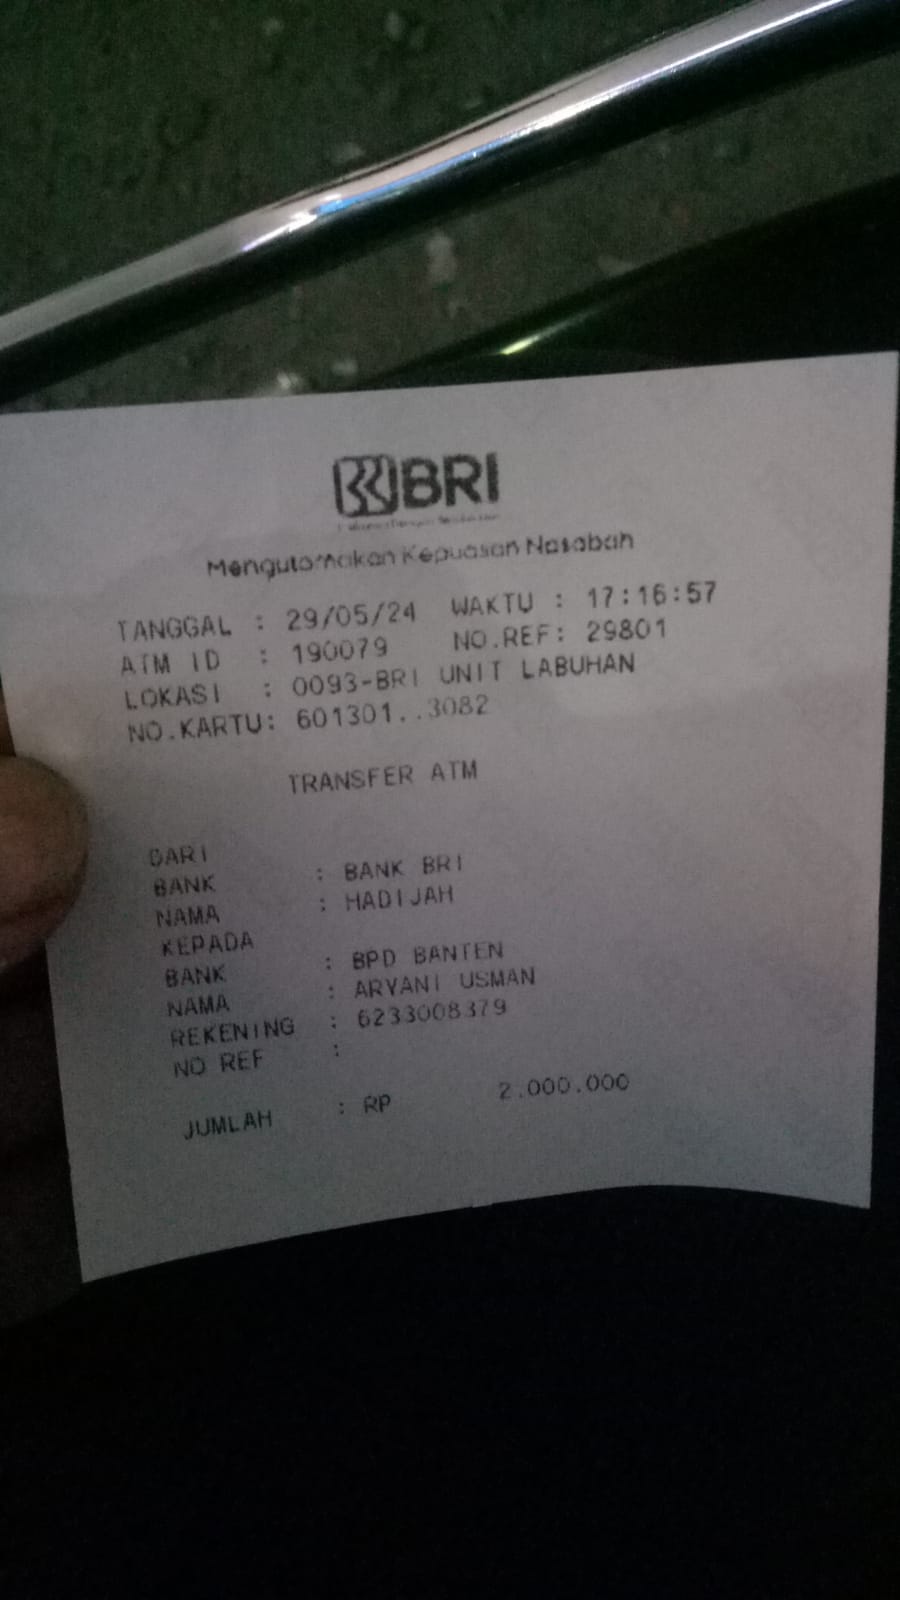 BRI
Mengutamakan Kepuasan Nasabah
TANGGAL : 29/05/24 WAKTU : 17:16:57
ATM ID : 190079 NO.REF: 29801
LOKASI : 0093-BRI UNIT LABUHAN
NO.KARTU: 601301..3082
TRANSFER ATM
DARI
BANK : BANK BRI
NAMA : HADIJAH
KEPADA
BANK : BPD BANTEN
NAMA : ARYANI USMAN
REKENING : 6233008379
NO REF :
JUMLAH : RP 2.000.000